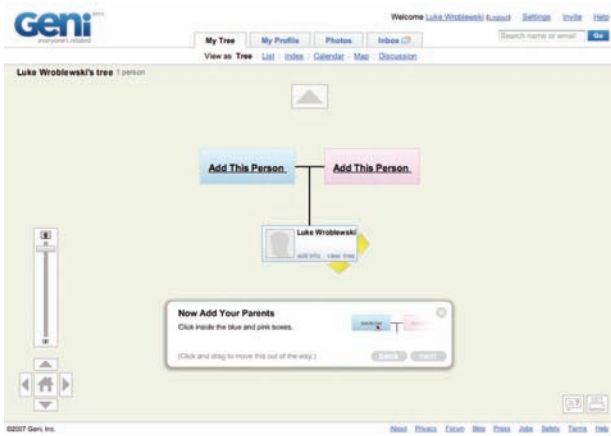 Geni beta
everyone's related
Welcome Luke Wroblewski (Logout) Settings Invite Help
My Tree My Profile Photos Inbox
Search name or email Go
View as Tree List Index Calendar Map Discussion
Luke Wroblewski's tree 1 person
Add This Person Add This Person
Luke Wroblewski
add info view tree
Now Add Your Parents
Click inside the blue and pink boxes.
(Click and drag to move this out of the way.) back next
©2007 Geni, Inc. About Privacy Forum Blog Press Jobs Safety Terms Help